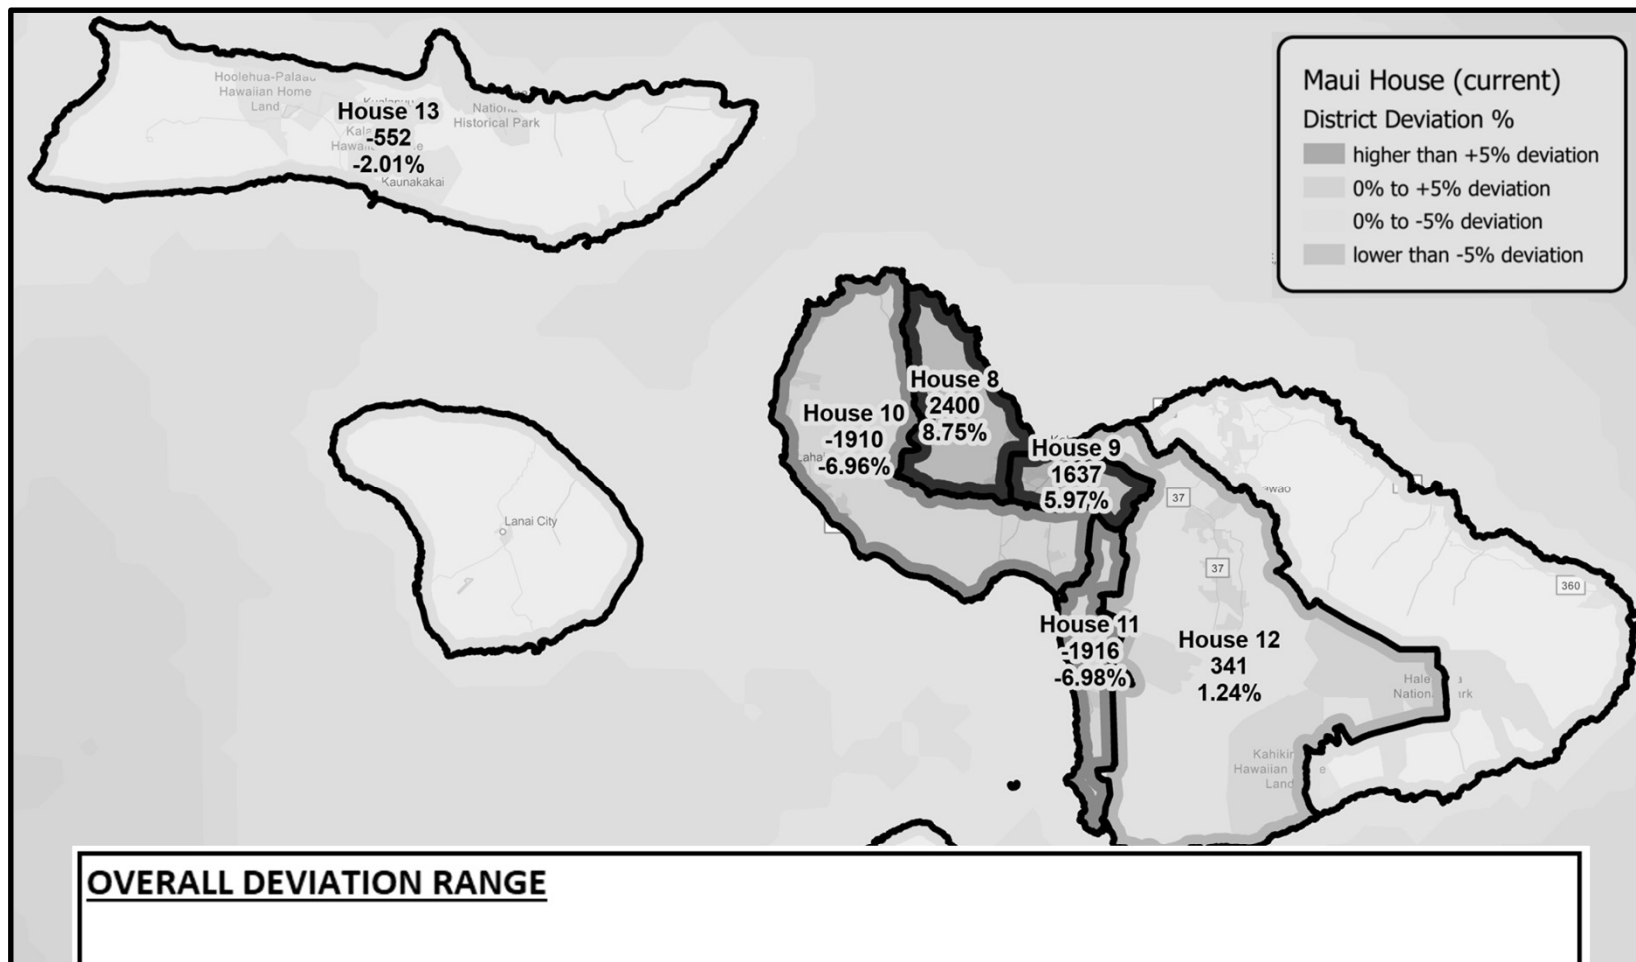 Maui House (current)
District Deviation %
higher than +5% deviation
0% to +5% deviation
0% to -5% deviation
lower than -5% deviation
Hoolehua-Palaau
Hawaiian Home
Land
House 13
-552
-2.01%
Historical Park
Kaunakakai
House 8
2400
8.75%
House 10
-1910
-6.96%
House 9
1637
5.97%
37
Lanai City
37
360
House 11
-1916
-6.98%
House 12
341
1.24%
Hawaiian
Land
OVERALL DEVIATION RANGE